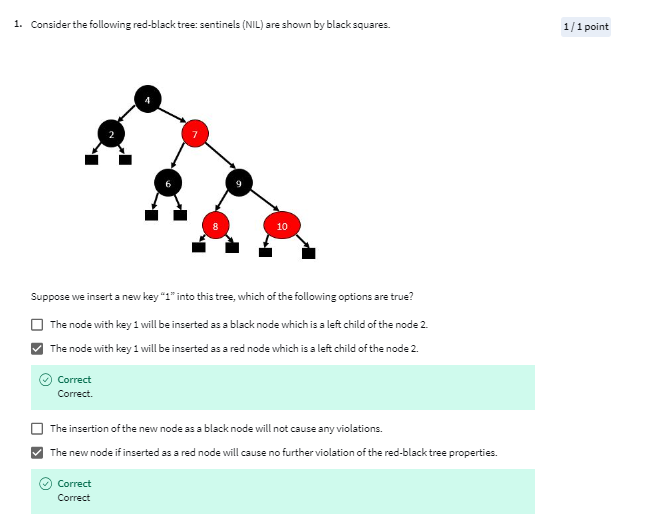 1. Consider the following red-black tree: sentinels (NIL) are shown by black squares.
1 / 1 point
4
2
7
6
9
8
10
Suppose we insert a new key “1” into this tree, which of the following options are true?
The node with key 1 will be inserted as a black node which is a left child of the node 2.
The node with key 1 will be inserted as a red node which is a left child of the node 2.
Correct
Correct.
The insertion of the new node as a black node will not cause any violations.
The new node if inserted as a red node will cause no further violation of the red-black tree properties.
Correct
Correct